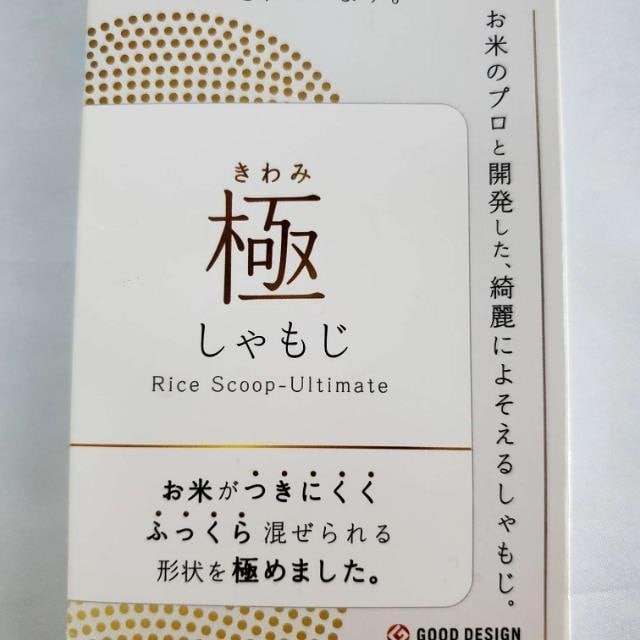 きわみ
極
しゃもじ
Rice Scoop-Ultimate
お米がつきにくく
ふっくら混ぜられる
形状を極めました。
お米のプロと開発した、綺麗によそえるしゃもじ。
GOOD DESIGN